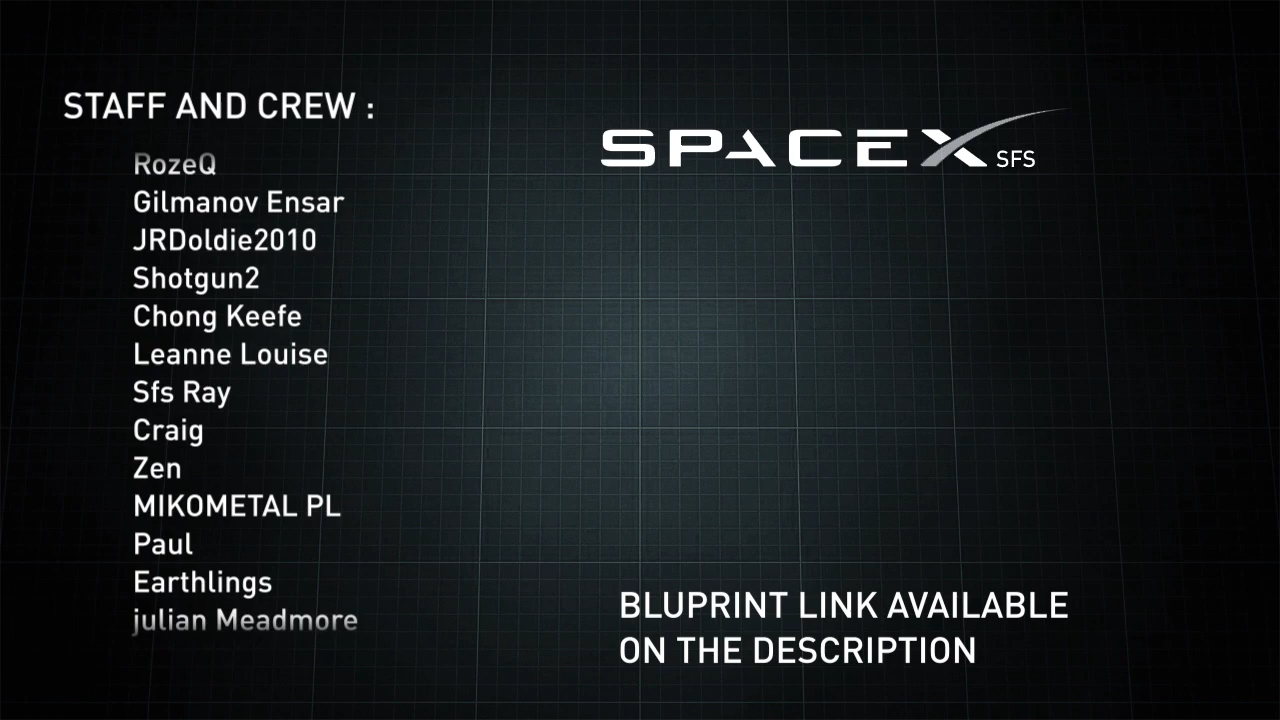 STAFF AND CREW :
RozeQ
Gilmanov Ensar
JRDoldie2010
Shotgun2
Chong Keefe
Leanne Louise
Sfs Ray
Craig
Zen
MIKOMETAL PL
Paul
Earthlings
julian Meadmore
SPACEX SFS
BLUPRINT LINK AVAILABLE
ON THE DESCRIPTION